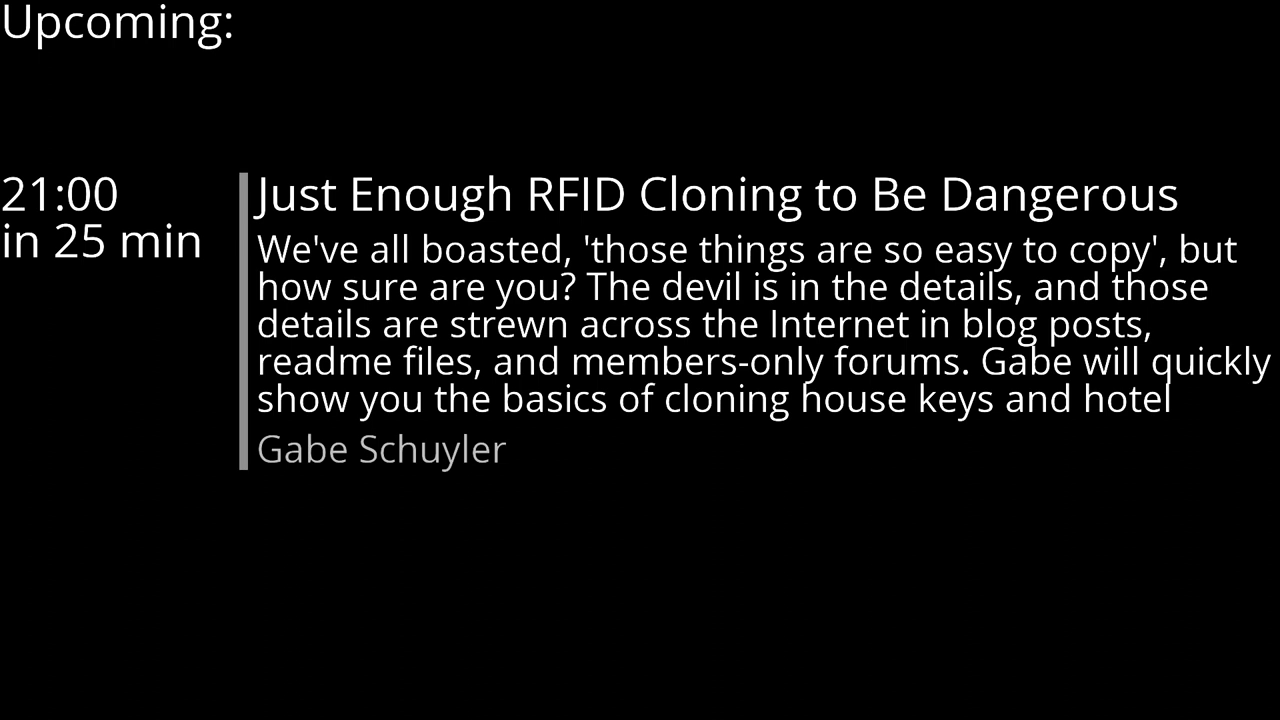 Upcoming:
21:00
in 25 min
Just Enough RFID Cloning to Be Dangerous
We've all boasted, 'those things are so easy to copy', but
how sure are you? The devil is in the details, and those
details are strewn across the Internet in blog posts,
readme files, and members-only forums. Gabe will quickly
show you the basics of cloning house keys and hotel
Gabe Schuyler